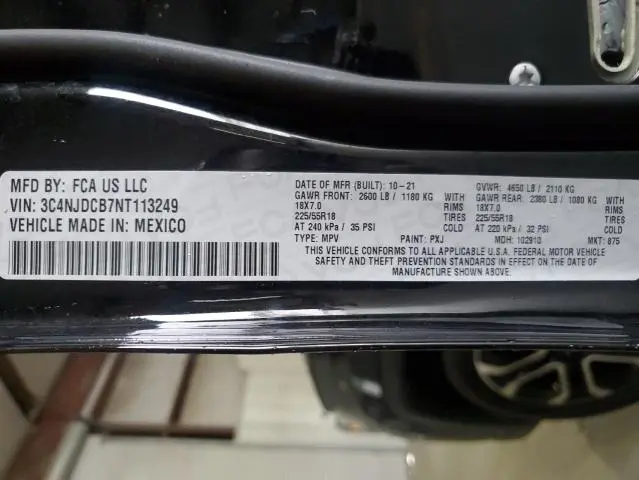 MFD BY: FCA US LLC
VIN: 3C4NJDCB7NT113249
VEHICLE MADE IN: MEXICO
DATE OF MFR (BUILT): 10-21
GVWR: 4650 LB / 2110 KG
GAWR FRONT: 2600 LB / 1180 KG WITH
GAWR REAR: 2380 LB / 1080 KG WITH
18X7.0 RIMS 18X7.0 RIMS
225/55R18 TIRES 225/55R18 TIRES
AT 240 kPa / 35 PSI COLD AT 220 kPa / 32 PSI COLD
TYPE: MPV PAINT: PXJ MDH: 102910 MKT: 875
THIS VEHICLE CONFORMS TO ALL APPLICABLE U.S.A. FEDERAL MOTOR VEHICLE
SAFETY AND THEFT PREVENTION STANDARDS IN EFFECT ON THE DATE OF
MANUFACTURE SHOWN ABOVE.